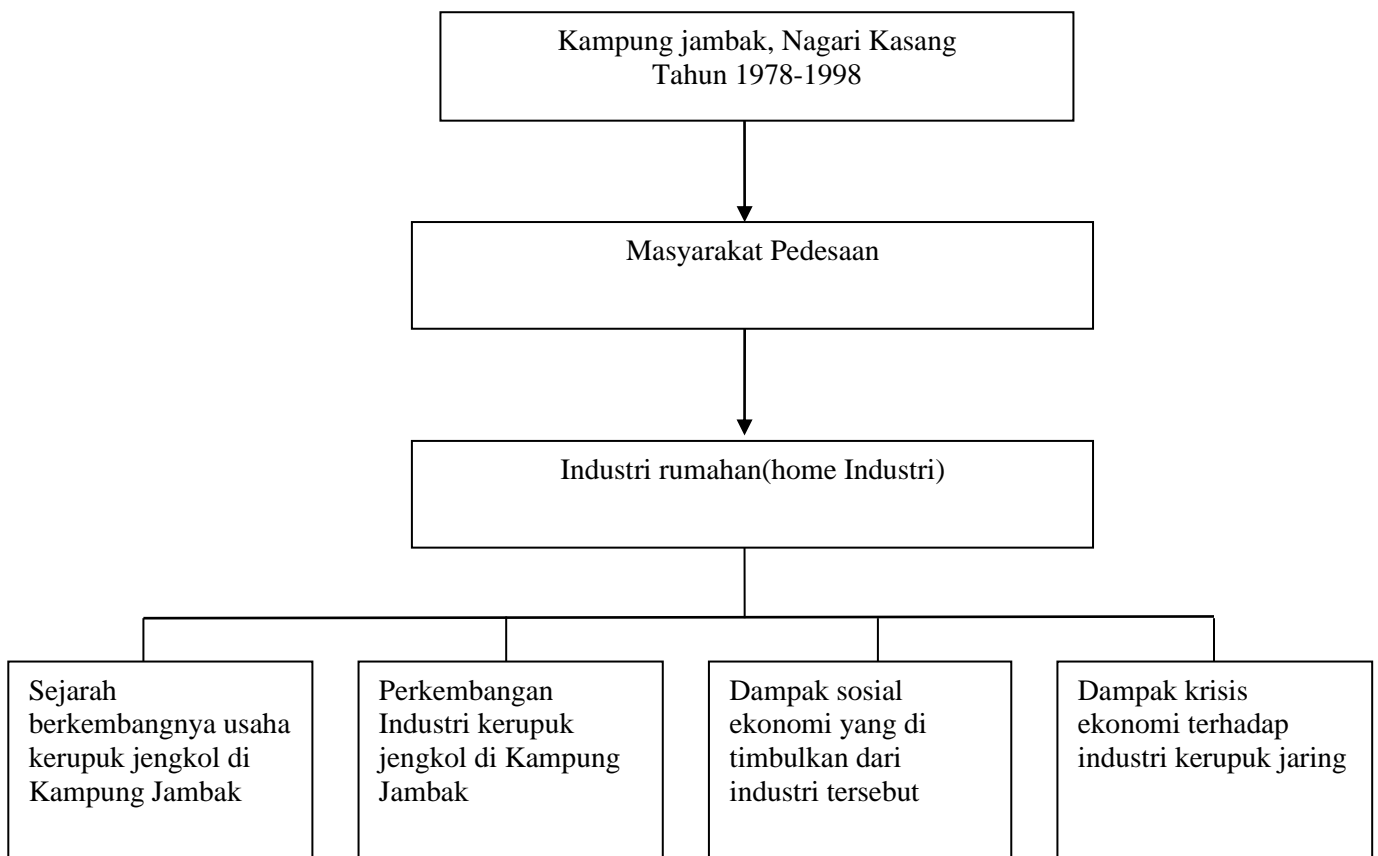 Kampung jambak, Nagari Kasang
Tahun 1978-1998
Masyarakat Pedesaan
Industri rumahan(home Industri)
Sejarah
berkembangnya usaha
kerupuk jengkol di
Kampung Jambak
Perkembangan
Industri kerupuk
jengkol di Kampung
Jambak
Dampak sosial
ekonomi yang di
timbulkan dari
industri tersebut
Dampak krisis
ekonomi terhadap
industri kerupuk jaring